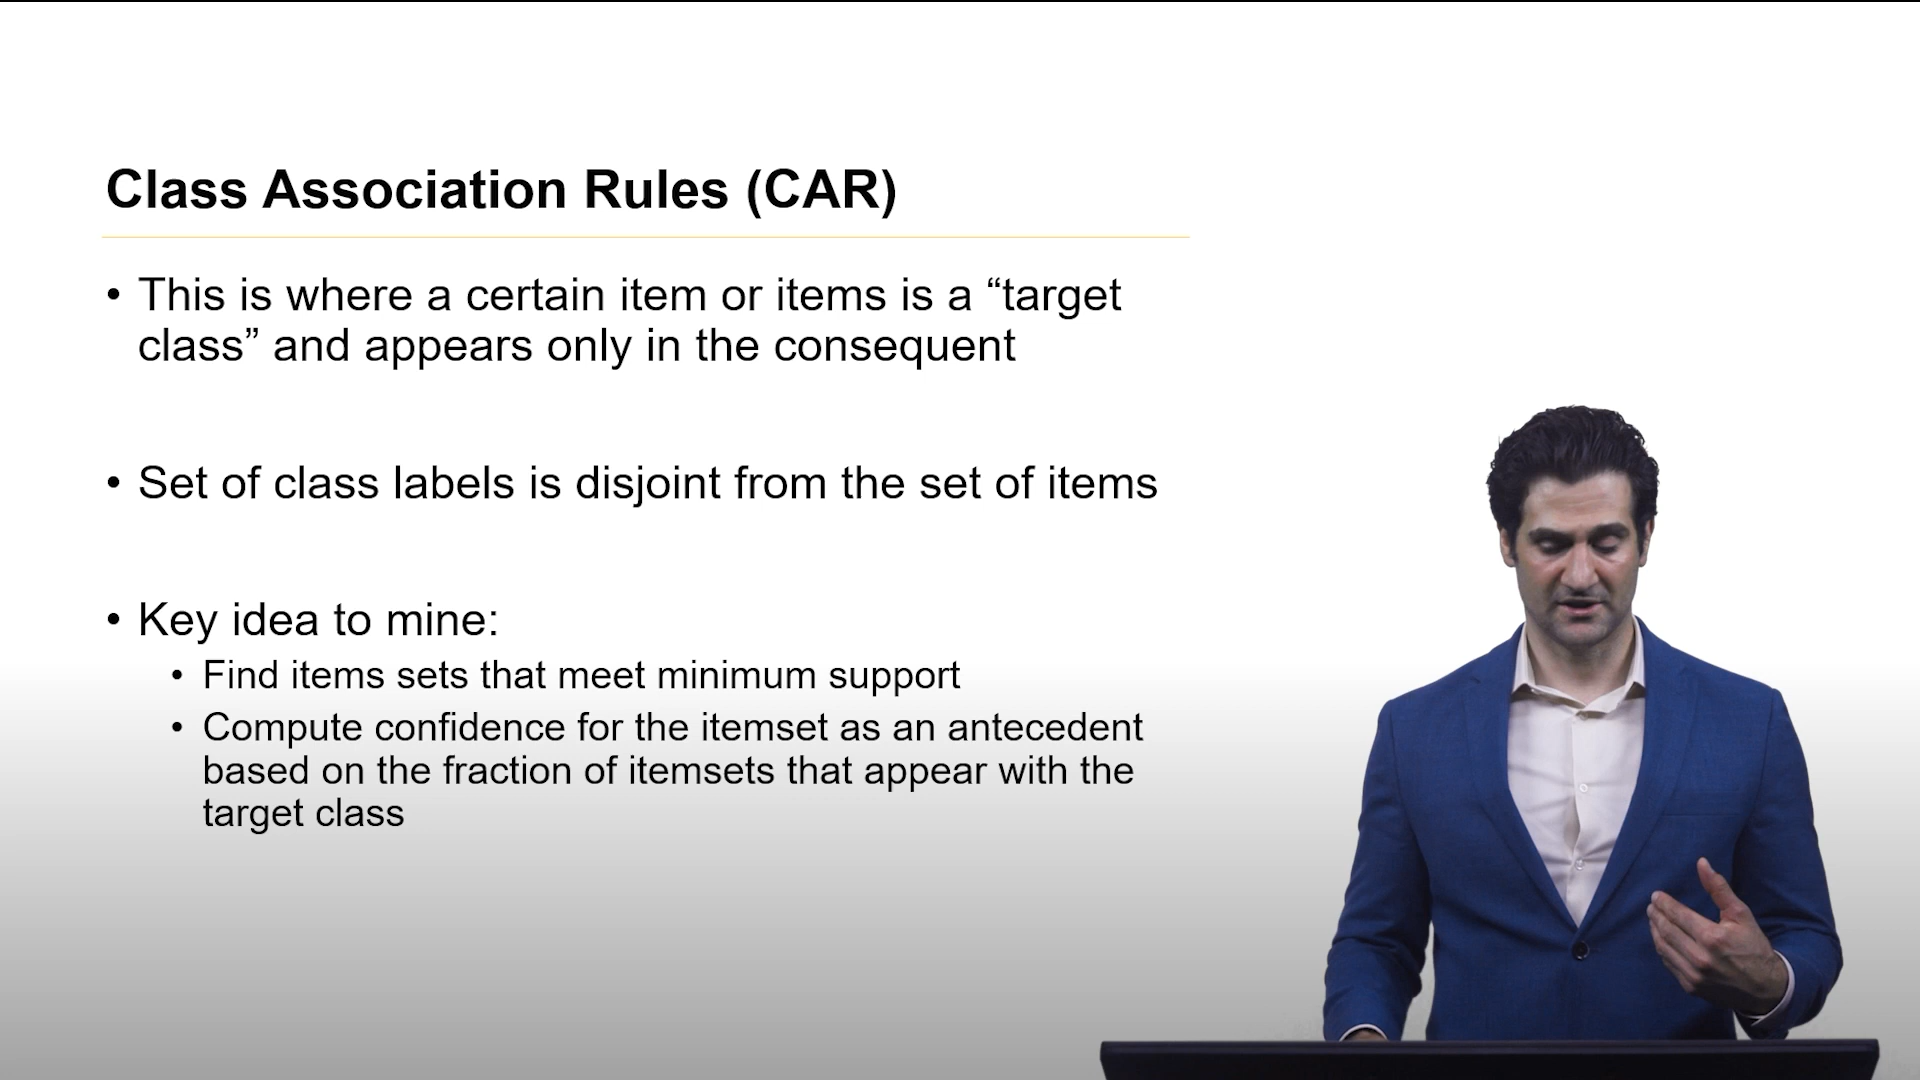 Class Association Rules (CAR)
• This is where a certain item or items is a “target
class” and appears only in the consequent
• Set of class labels is disjoint from the set of items
• Key idea to mine:
• Find items sets that meet minimum support
• Compute confidence for the itemset as an antecedent
based on the fraction of itemsets that appear with the
target class